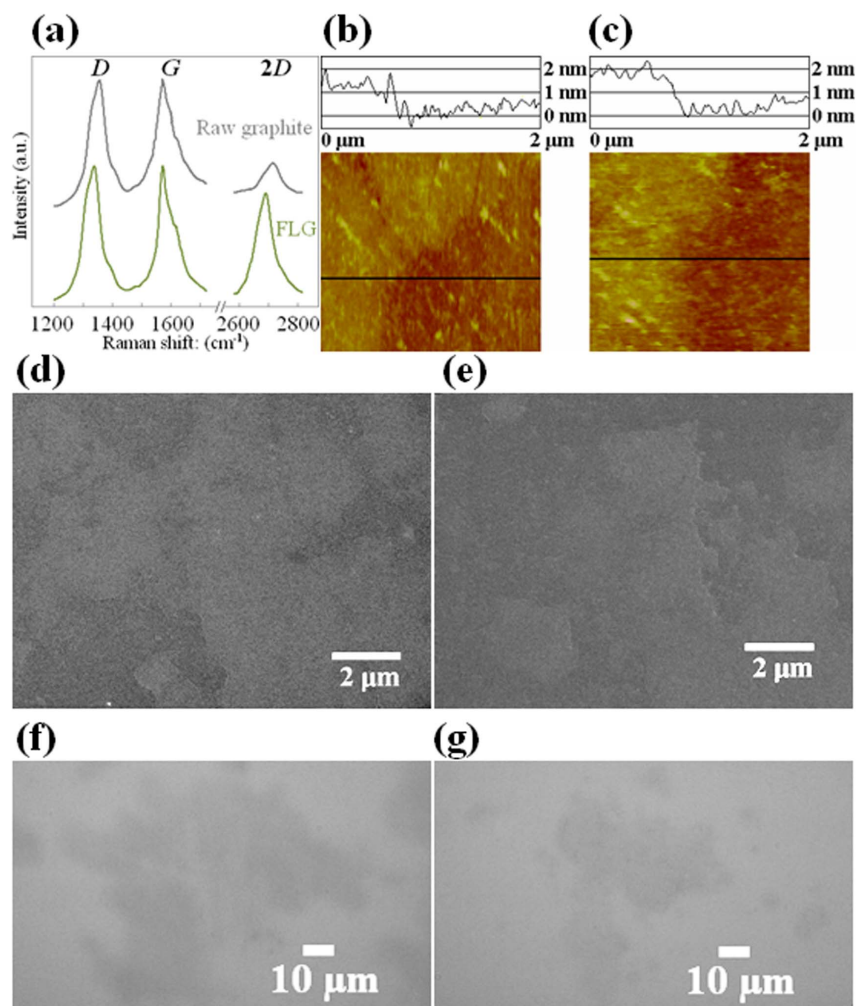 (a)
D G 2D
Raw graphite
FLG
Intensity (a.u.)
1200 1400 1600 2600 2800
Raman shift: (cm-1)
(b)
2 nm
1 nm
0 nm
0 μm 2 μm
(c)
2 nm
1 nm
0 nm
0 μm 2 μm
(d)
2 μm
(e)
2 μm
(f)
10 μm
(g)
10 μm